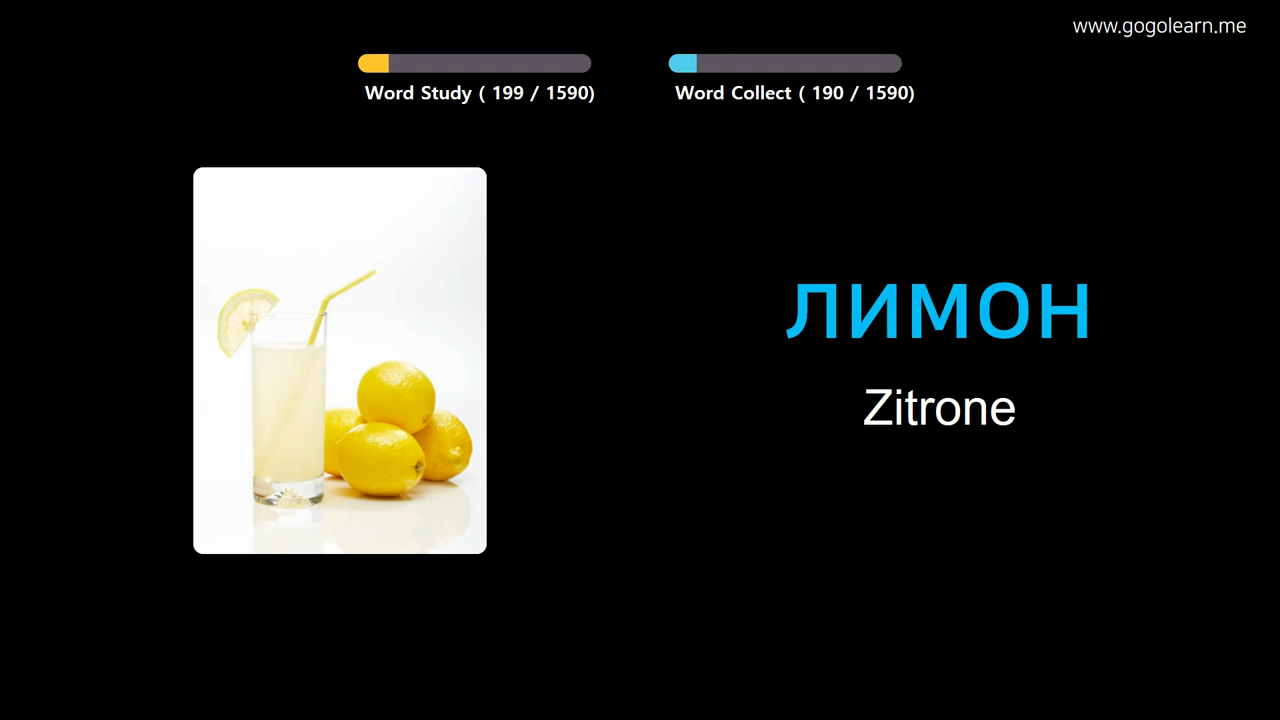 www.gogolearn.me
Word Study ( 199 / 1590)
Word Collect ( 190 / 1590)
лимон
Zitrone